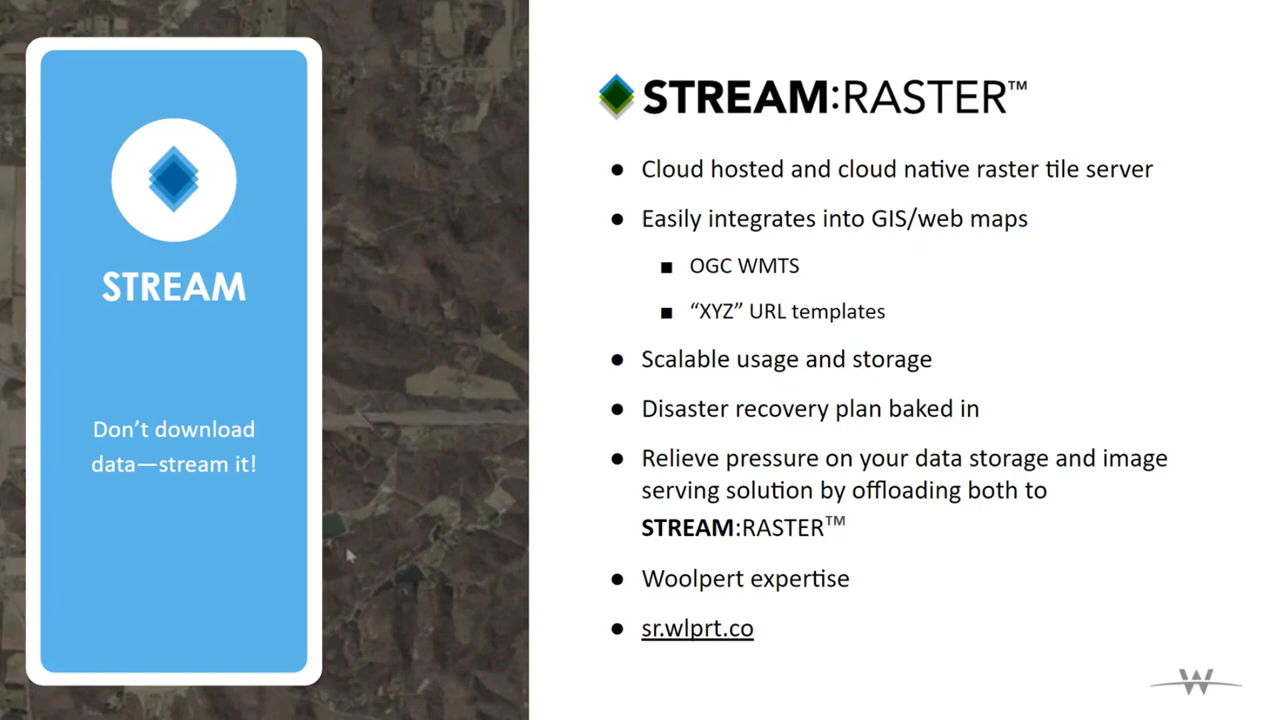 STREAM
Don’t download
data—stream it!
STREAM:RASTER™
● Cloud hosted and cloud native raster tile server
● Easily integrates into GIS/web maps
■ OGC WMTS
■ “XYZ” URL templates
● Scalable usage and storage
● Disaster recovery plan baked in
● Relieve pressure on your data storage and image
serving solution by offloading both to
STREAM:RASTER™
● Woolpert expertise
● sr.wlprt.co
W